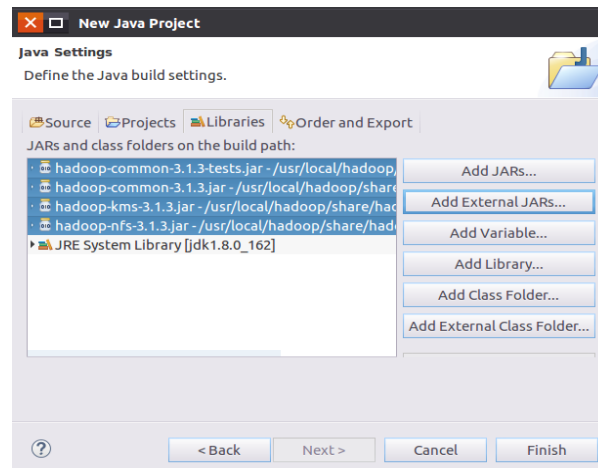 New Java Project
Java Settings
Define the Java build settings.
Source Projects Libraries Order and Export
JARs and class folders on the build path:
hadoop-common-3.1.3-tests.jar - /usr/local/hadoop/
hadoop-common-3.1.3.jar - /usr/local/hadoop/share
hadoop-kms-3.1.3.jar - /usr/local/hadoop/share/had
hadoop-nfs-3.1.3.jar - /usr/local/hadoop/share/hado
JRE System Library [jdk1.8.0_162]
Add JARs...
Add External JARs...
Add Variable...
Add Library...
Add Class Folder...
Add External Class Folder...
? < Back Next > Cancel Finish